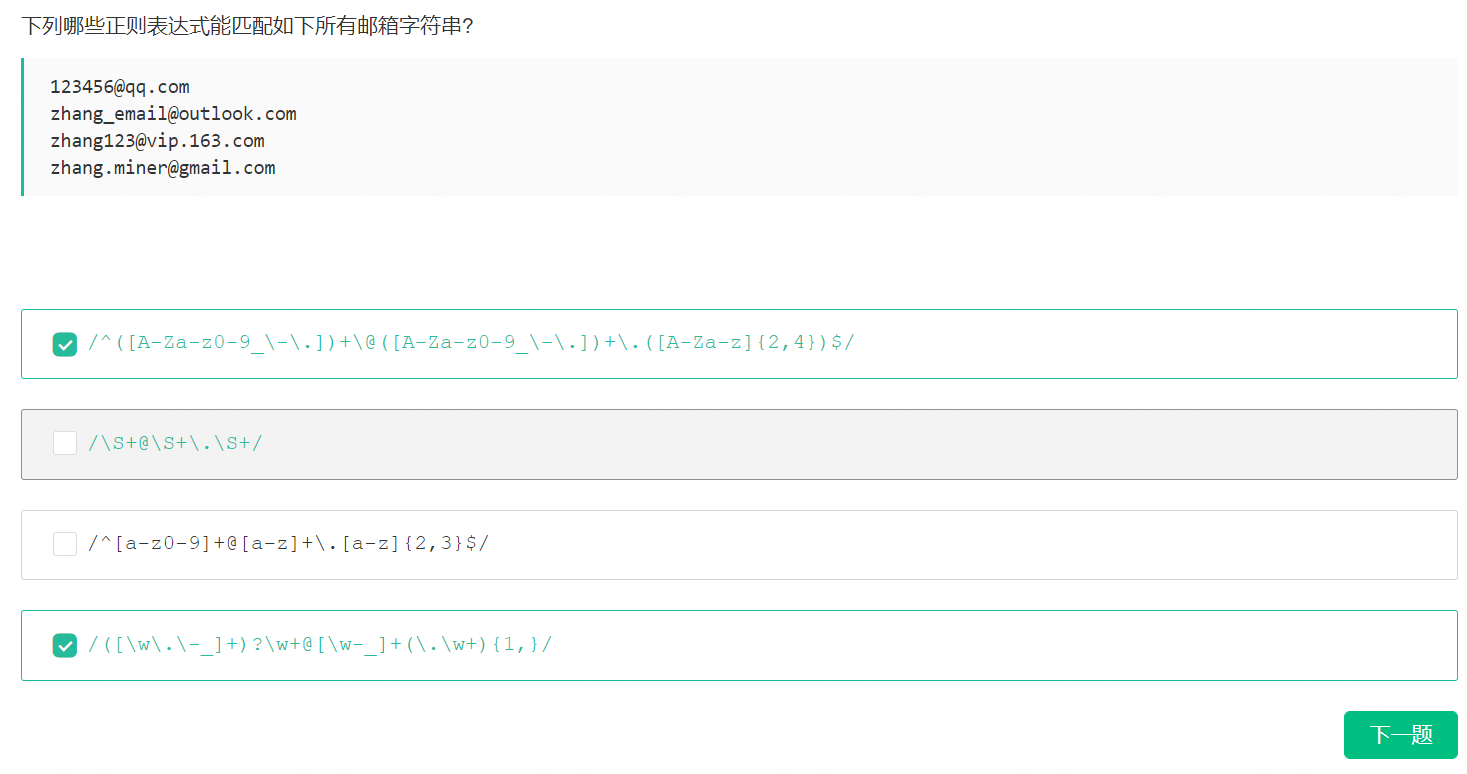 下列哪些正则表达式能匹配如下所有邮箱字符串?
123456@qq.com
zhang_email@outlook.com
zhang123@vip.163.com
zhang.miner@gmail.com
/^([A-Za-z0-9_\-\.])+\@([A-Za-z0-9_\-\.])+\.([A-Za-z]{2,4})$/
/\S+@\S+\.\S+/
/^[a-z0-9]+@[a-z]+\.[a-z]{2,3}$/
/([\w\.\-_]+)?\w+@[\w-_]+(\.\w+){1,}/
下一题